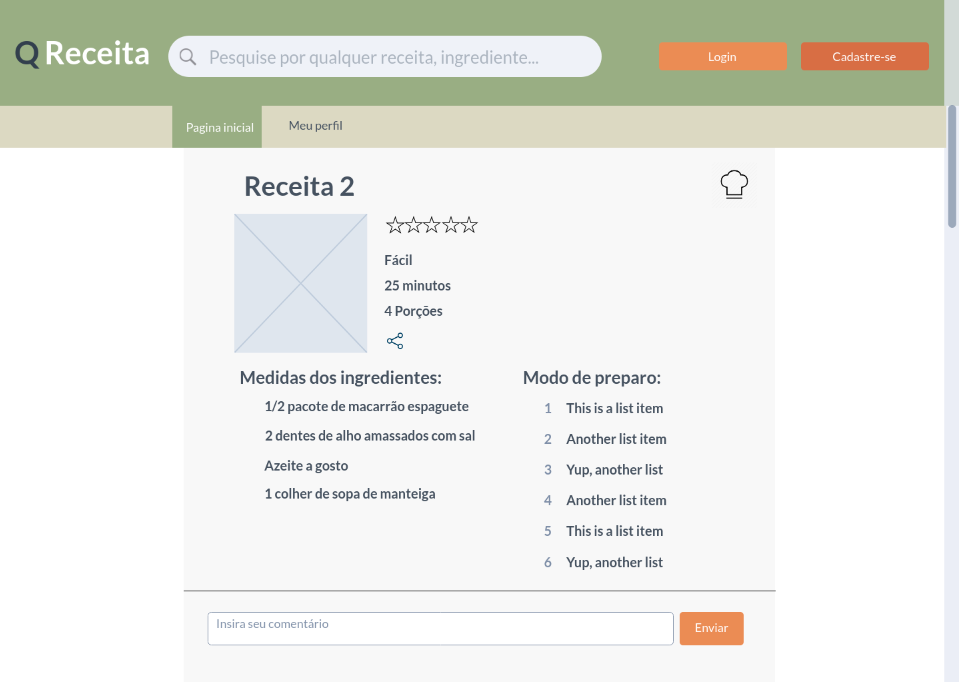 Q Receita
Pesquise por qualquer receita, ingrediente...
Login
Cadastre-se
Pagina inicial
Meu perfil
Receita 2
Fácil
25 minutos
4 Porções
Medidas dos ingredientes:
1/2 pacote de macarrão espaguete
2 dentes de alho amassados com sal
Azeite a gosto
1 colher de sopa de manteiga
Modo de preparo:
1 This is a list item
2 Another list item
3 Yup, another list
4 Another list item
5 This is a list item
6 Yup, another list
Insira seu comentário
Enviar